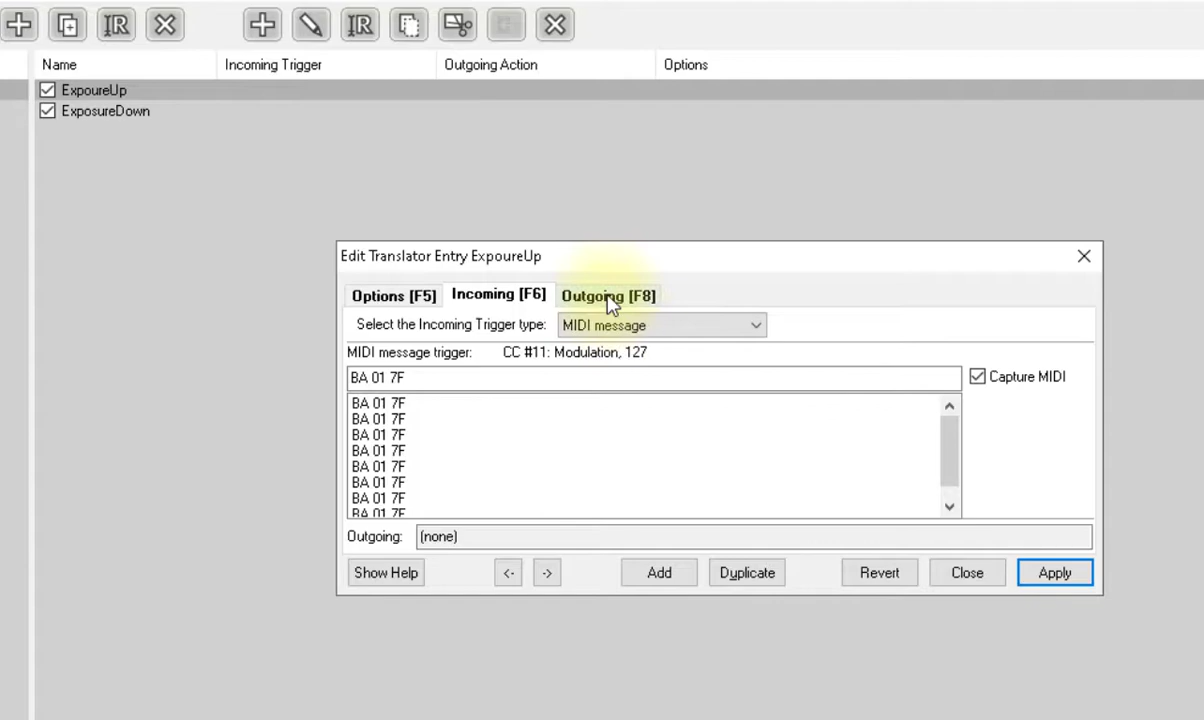 Name Incoming Trigger Outgoing Action Options
ExpoureUp
ExposureDown
Edit Translator Entry ExpoureUp
Options [F5] Incoming [F6] Outgoing [F8]
Select the Incoming Trigger type: MIDI message
MIDI message trigger: CC #11: Modulation, 127
BA 01 7F Capture MIDI
BA 01 7F
BA 01 7F
BA 01 7F
BA 01 7F
BA 01 7F
BA 01 7F
BA 01 7F
BA 01 7F
Outgoing: (none)
Show Help <- -> Add Duplicate Revert Close Apply